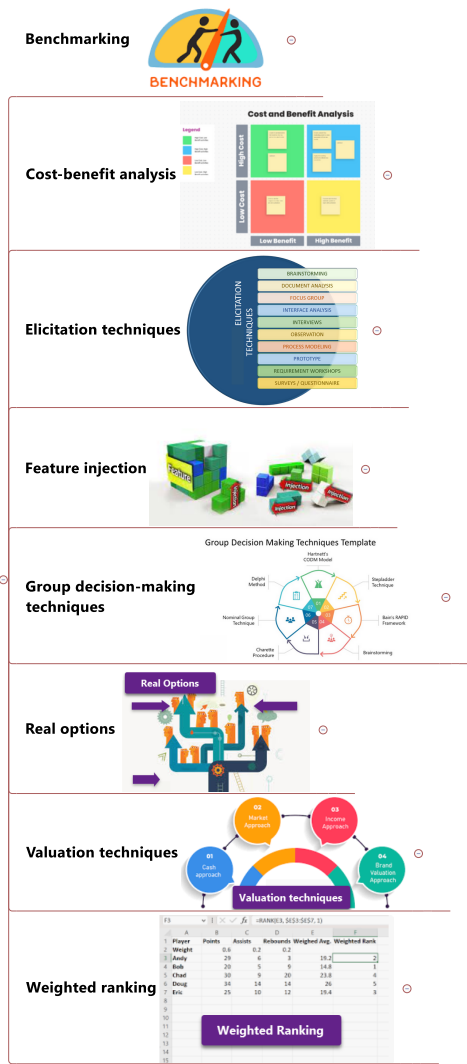 Benchmarking
BENCHMARKING
Cost-benefit analysis
Cost and Benefit Analysis
Legend
High Cost
Low Cost
Low Benefit
High Benefit
Elicitation techniques
ELICITATION
TECHNIQUES
BRAINSTORMING
DOCUMENT ANALYSIS
FOCUS GROUP
INTERFACE ANALYSIS
INTERVIEWS
OBSERVATION
PROCESS MODELING
PROTOTYPE
REQUIREMENT WORKSHOPS
SURVEYS / QUESTIONNAIRE
Feature injection
Feature
Injection
Injection
Injection
Injection
Group decision-making
techniques
Group Decision Making Techniques Template
Hartnett's
CODM Model
Delphi
Method
Stepladder
Technique
Nominal Group
Technique
Bain's RAPID
Framework
Charette
Procedure
Brainstorming
Real options
Real Options
Valuation techniques
01
Cash
approach
02
Market
Approach
03
Income
Approach
04
Brand
Valuation
Approach
Valuation techniques
Weighted ranking
F3 fx =RANK(E3, $E$3:$E$7, 1)
A B C D E F
1 Player Points Assists Rebounds Weighed Avg. Weighted Rank
2 Weight 0.6 0.2 0.2
3 Andy 29 6 3 19.2 2
4 Bob 20 5 9 14.8 1
5 Chad 30 9 20 23.8 4
6 Doug 34 14 14 26 5
7 Eric 25 10 12 19.4 3
8
9
10
11
12
13
14
15
Weighted Ranking